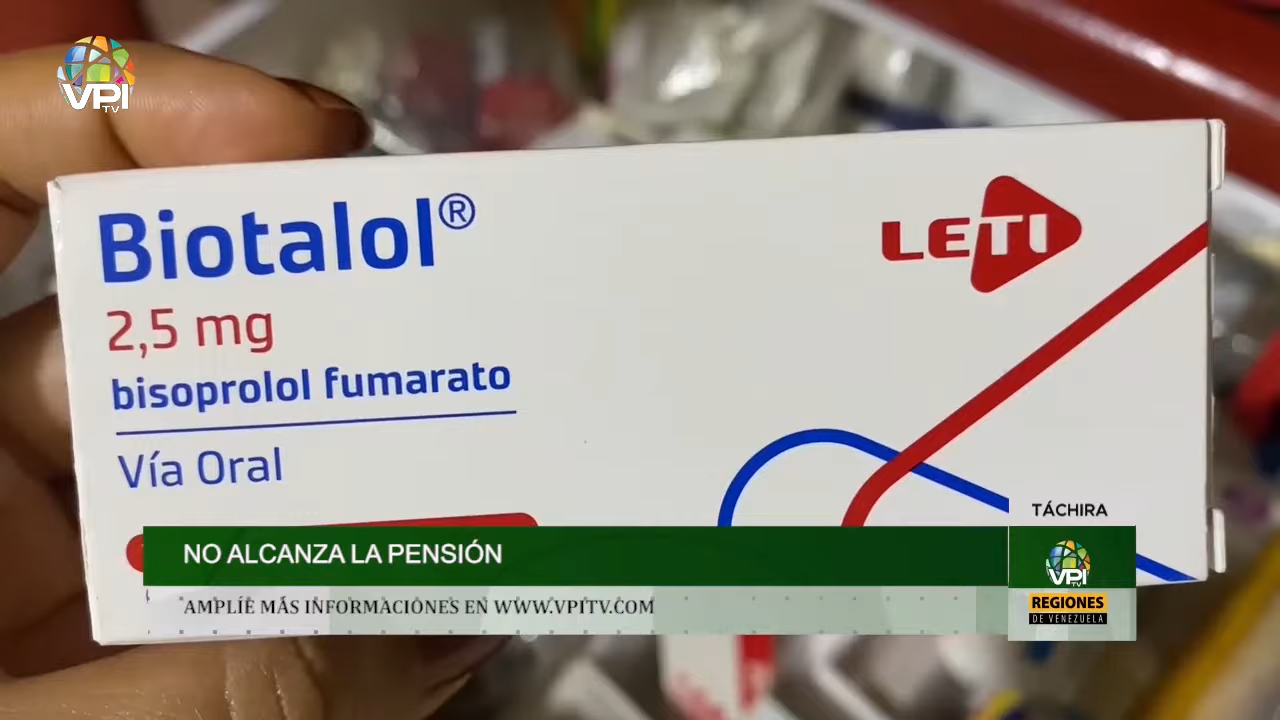 VPI
TV
Biotalol®
LETI
2,5 mg
bisoprolol fumarato
Vía Oral
TÁCHIRA
NO ALCANZA LA PENSIÓN
VPI
TV
AMPLÍE MÁS INFORMACIONES EN WWW.VPITV.COM
REGIONES
DE VENEZUELA